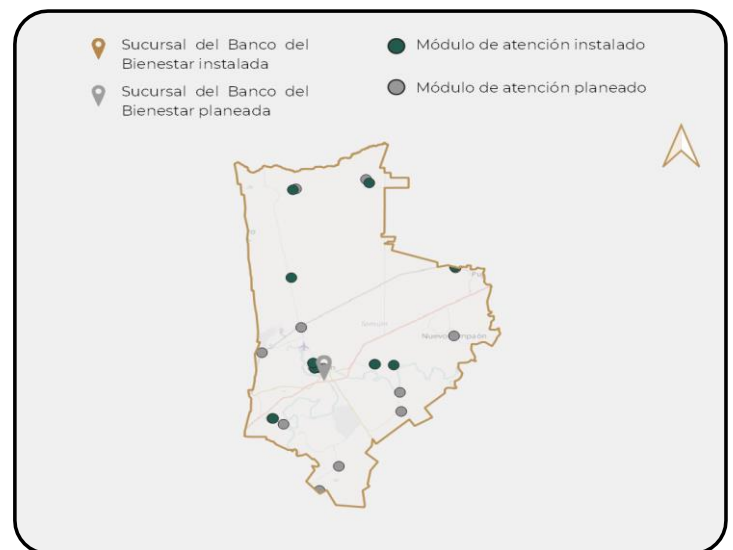 Sucursal del Banco del
Bienestar instalada
Sucursal del Banco del
Bienestar planeada
Módulo de atención instalado
Módulo de atención planeado